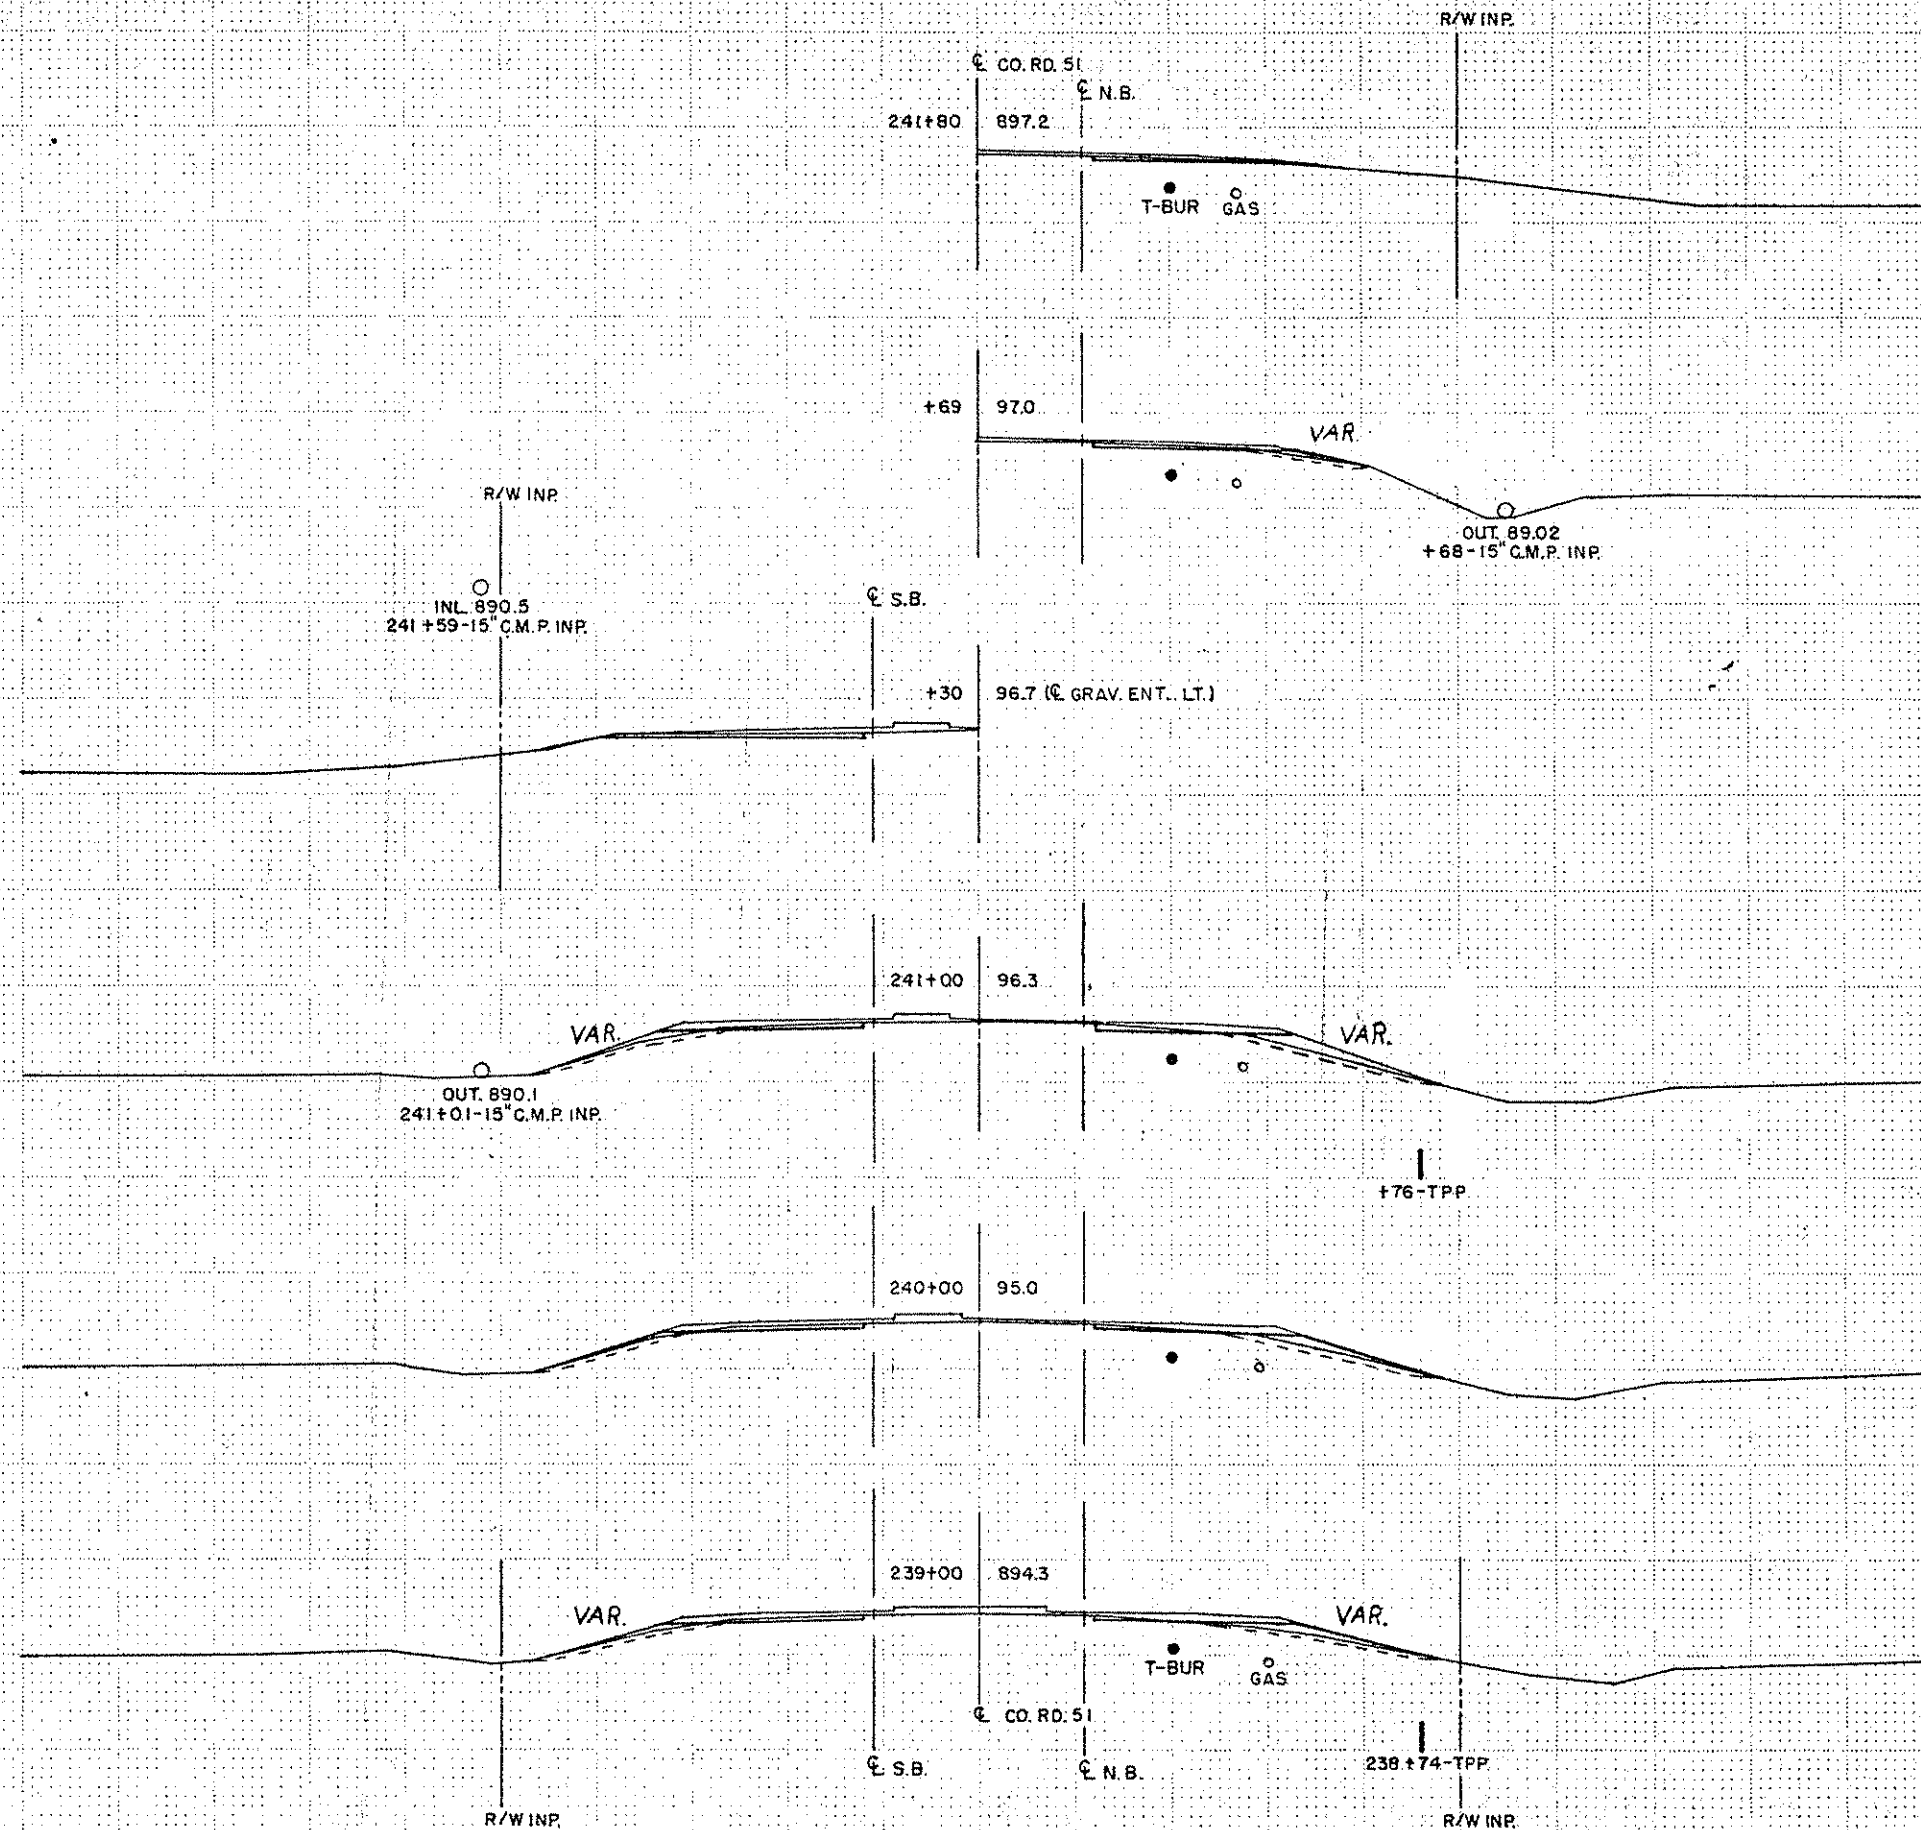 R/W INP.
℄ CO. RD. 51
℄ N.B.
241+80 897.2
T-BUR GAS
+69 97.0
VAR.
R/W INP.
OUT. 89.02
+68-15" C.M.P. INP.
INL. 890.5
241+59-15" C.M.P. INP.
℄ S.B.
+30 96.7 (℄ GRAV. ENT. LT.)
241+00 96.3
VAR. VAR.
OUT. 890.1
241+01-15" C.M.P. INP.
+76-TPP
240+00 95.0
239+00 894.3
VAR. VAR.
T-BUR GAS
℄ CO. RD. 51
℄ S.B. ℄ N.B. 238+74-TPP
R/W INP. R/W INP.